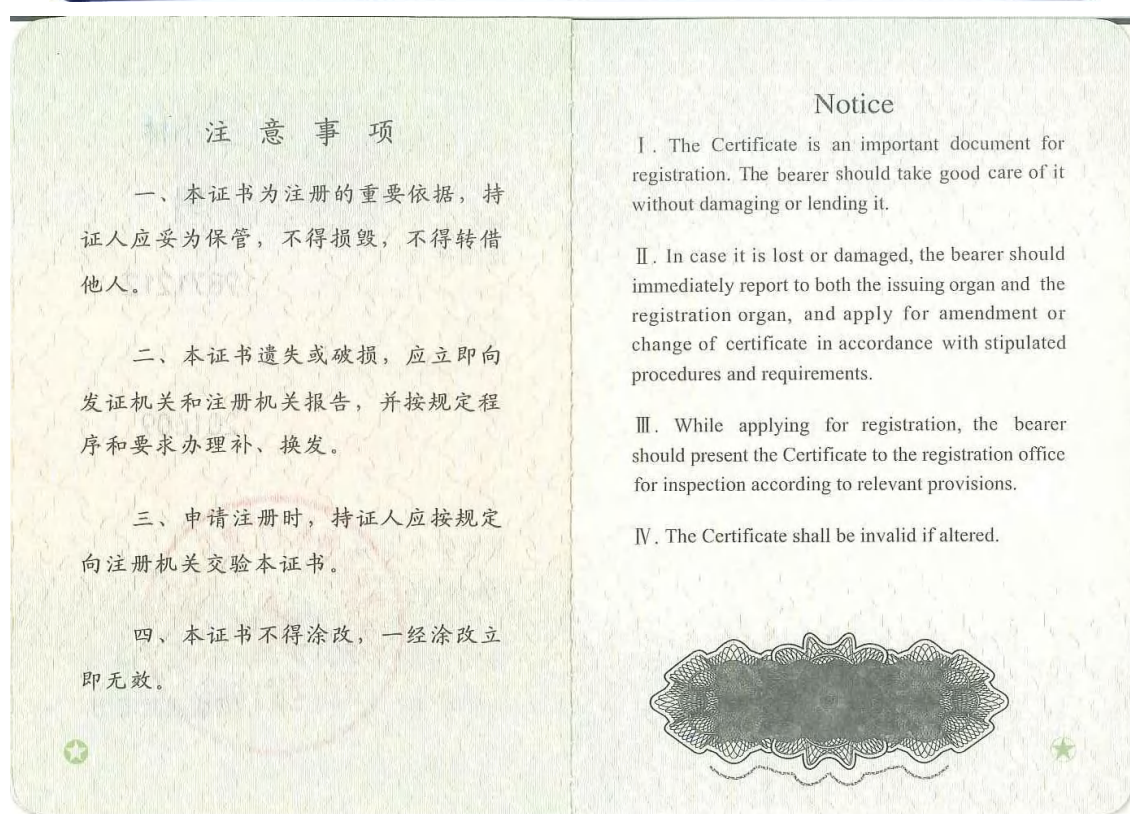 注意事项
一、本证书为注册的重要依据，持
证人应妥为保管，不得损毁，不得转借
他人。
二、本证书遗失或破损，应立即向
发证机关和注册机关报告，并按规定程
序和要求办理补、换发。
三、申请注册时，持证人应按规定
向注册机关交验本证书。
四、本证书不得涂改，一经涂改立
即无效。
Notice
Ⅰ. The Certificate is an important document for
registration. The bearer should take good care of it
without damaging or lending it.
Ⅱ. In case it is lost or damaged, the bearer should
immediately report to both the issuing organ and the
registration organ, and apply for amendment or
change of certificate in accordance with stipulated
procedures and requirements.
Ⅲ. While applying for registration, the bearer
should present the Certificate to the registration office
for inspection according to relevant provisions.
Ⅳ. The Certificate shall be invalid if altered.